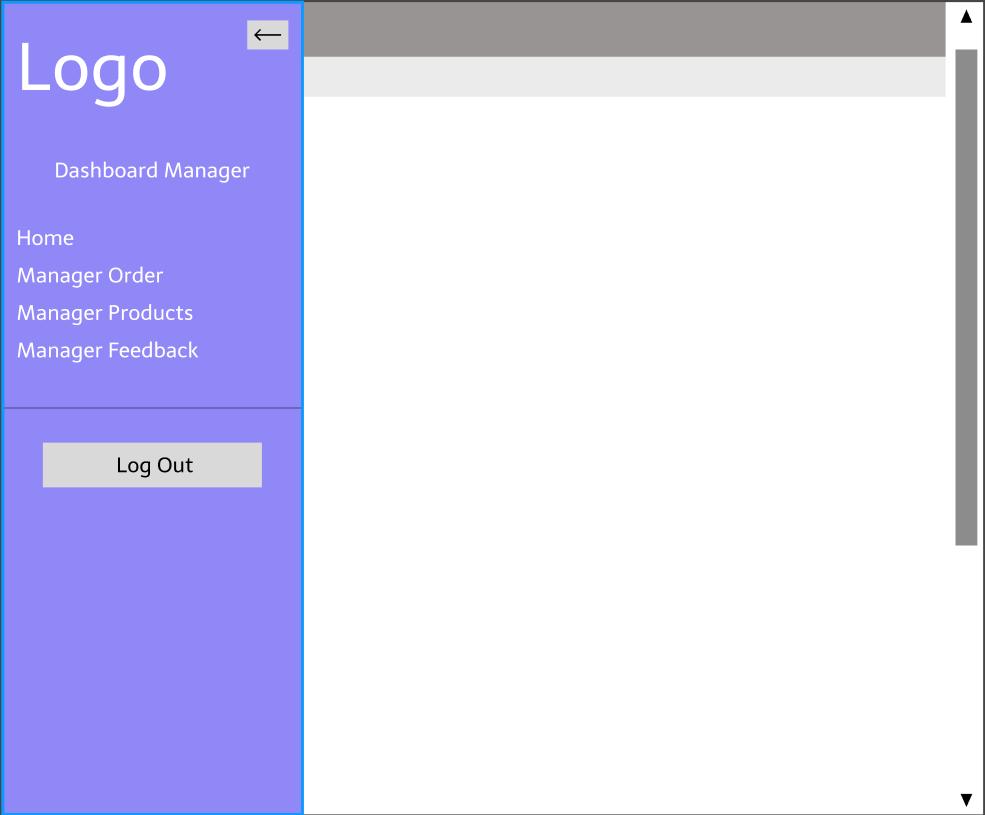 Logo
Dashboard Manager
Home
Manager Order
Manager Products
Manager Feedback
Log Out